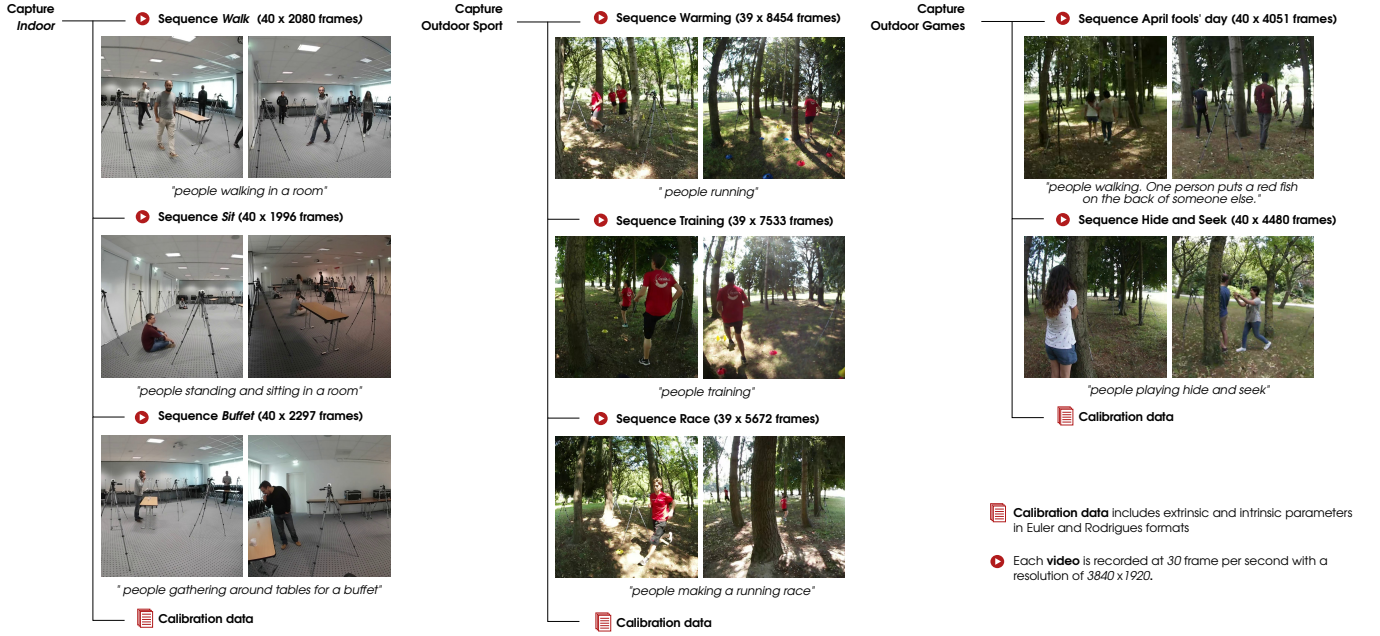 Capture
Indoor
Sequence Walk (40 x 2080 frames)
"people walking in a room"
Sequence Sit (40 x 1996 frames)
"people standing and sitting in a room"
Sequence Buffet (40 x 2297 frames)
" people gathering around tables for a buffet"
Calibration data
Capture
Outdoor Sport
Sequence Warming (39 x 8454 frames)
" people running"
Sequence Training (39 x 7533 frames)
"people training"
Sequence Race (39 x 5672 frames)
"people making a running race"
Calibration data
Capture
Outdoor Games
Sequence April fools' day (40 x 4051 frames)
"people walking. One person puts a red fish
on the back of someone else."
Sequence Hide and Seek (40 x 4480 frames)
"people playing hide and seek"
Calibration data
Calibration data includes extrinsic and intrinsic parameters
in Euler and Rodrigues formats
Each video is recorded at 30 frame per second with a
resolution of 3840 x1920.